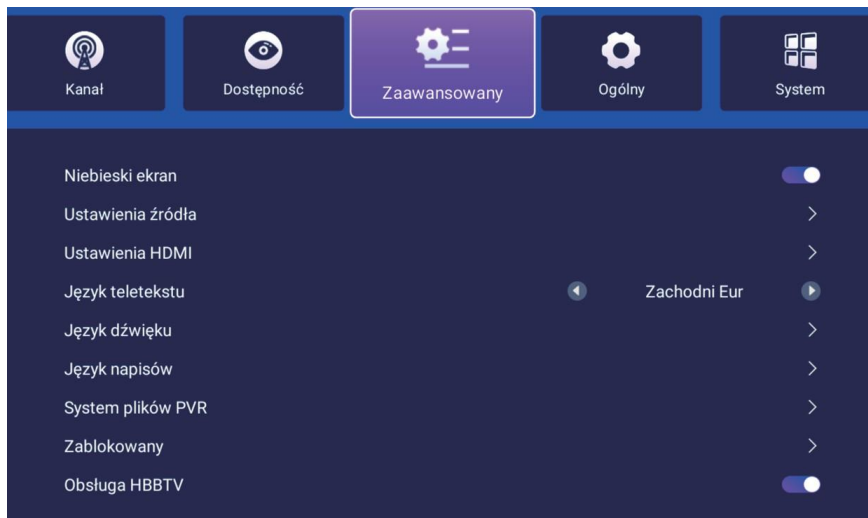 Kanał
Dostępność
Zaawansowany
Ogólny
System
Niebieski ekran
Ustawienia źródła
Ustawienia HDMI
Język teletekstu Zachodni Eur
Język dźwięku
Język napisów
System plików PVR
Zablokowany
Obsługa HBBTV